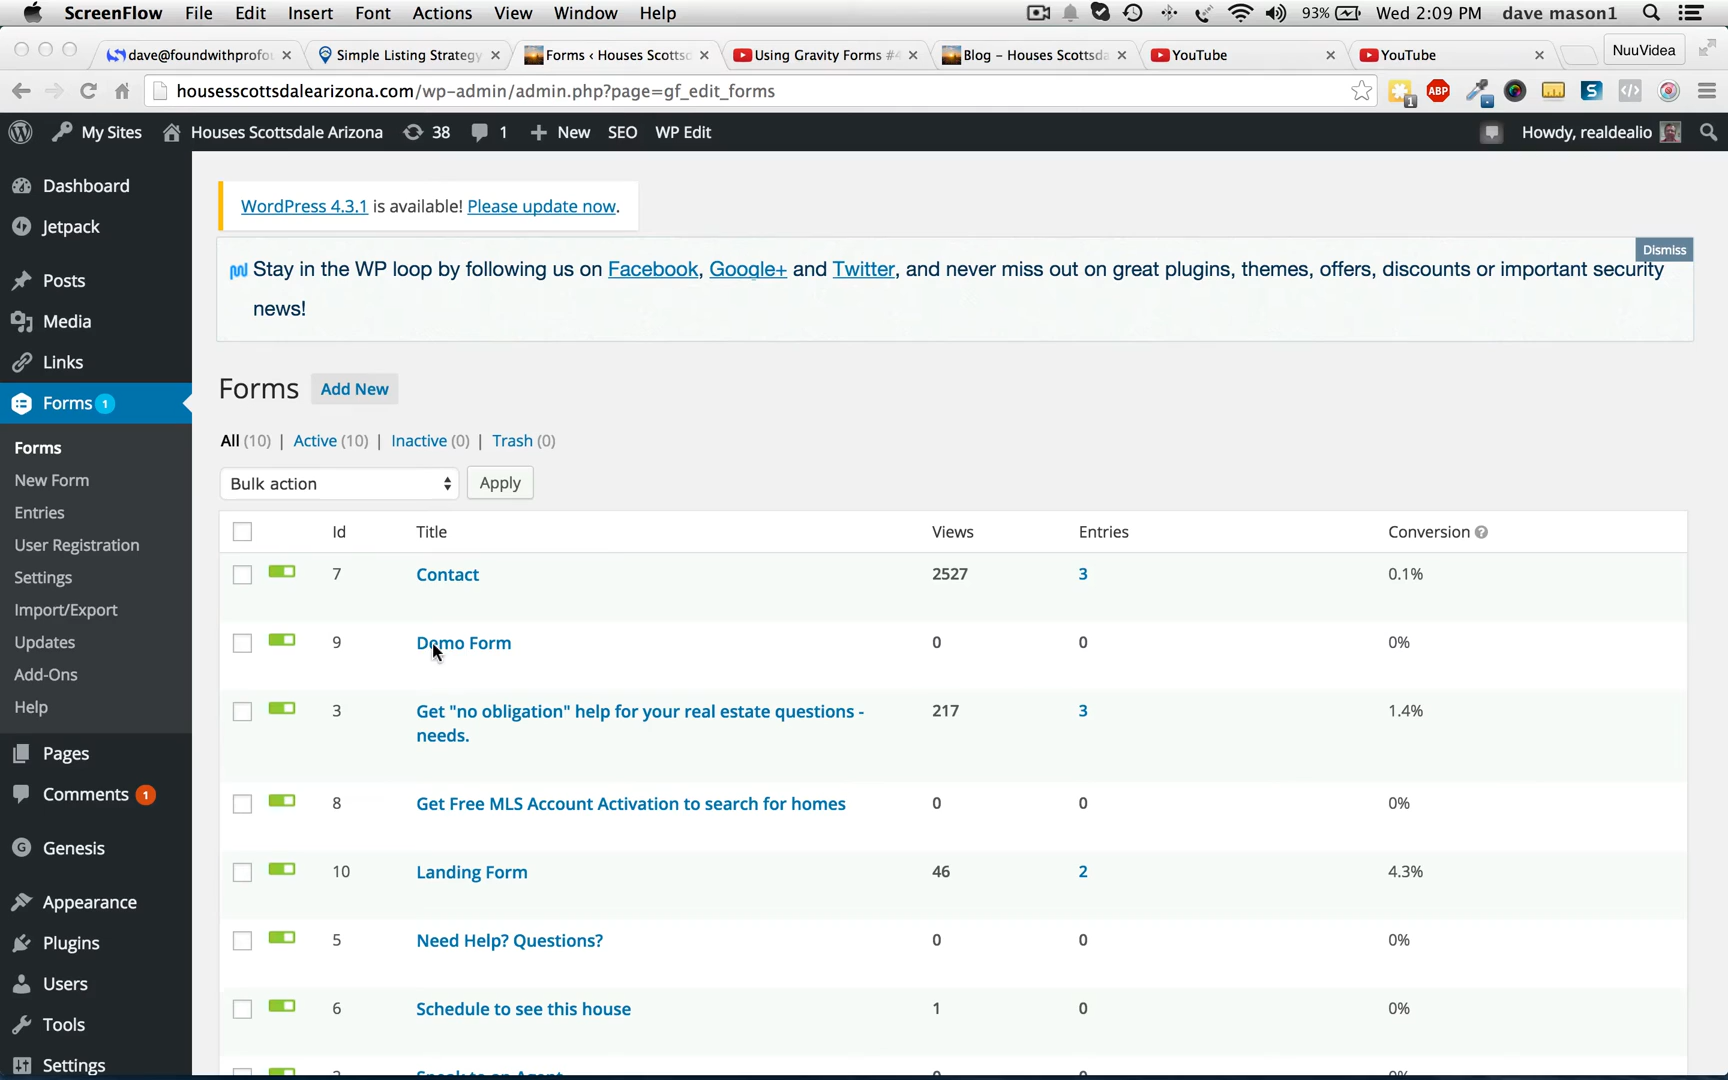 ScreenFlow File Edit Insert Font Actions View Window Help 93% Wed 2:09 PM dave mason1
dave@foundwithprofou Simple Listing Strategy Forms ‹ Houses Scottsd Using Gravity Forms #4 Blog – Houses Scottsda YouTube YouTube NuuVidea
housesscottsdalearizona.com/wp-admin/admin.php?page=gf_edit_forms 1 ABP S
My Sites Houses Scottsdale Arizona 38 1 New SEO WP Edit Howdy, realdealio
Dashboard
Jetpack
Posts
Media
Links
Forms 1
Forms
New Form
Entries
User Registration
Settings
Import/Export
Updates
Add-Ons
Help
Pages
Comments 1
Genesis
Appearance
Plugins
Users
Tools
Settings
WordPress 4.3.1 is available! Please update now.
Dismiss
Stay in the WP loop by following us on Facebook, Google+ and Twitter, and never miss out on great plugins, themes, offers, discounts or important security
news!
Forms Add New
All (10) | Active (10) | Inactive (0) | Trash (0)
Bulk action Apply
Id Title Views Entries Conversion ?
7 Contact 2527 3 0.1%
9 Demo Form 0 0 0%
3 Get "no obligation" help for your real estate questions - 217 3 1.4%
needs.
8 Get Free MLS Account Activation to search for homes 0 0 0%
10 Landing Form 46 2 4.3%
5 Need Help? Questions? 0 0 0%
6 Schedule to see this house 1 0 0%
Speak to an Agent